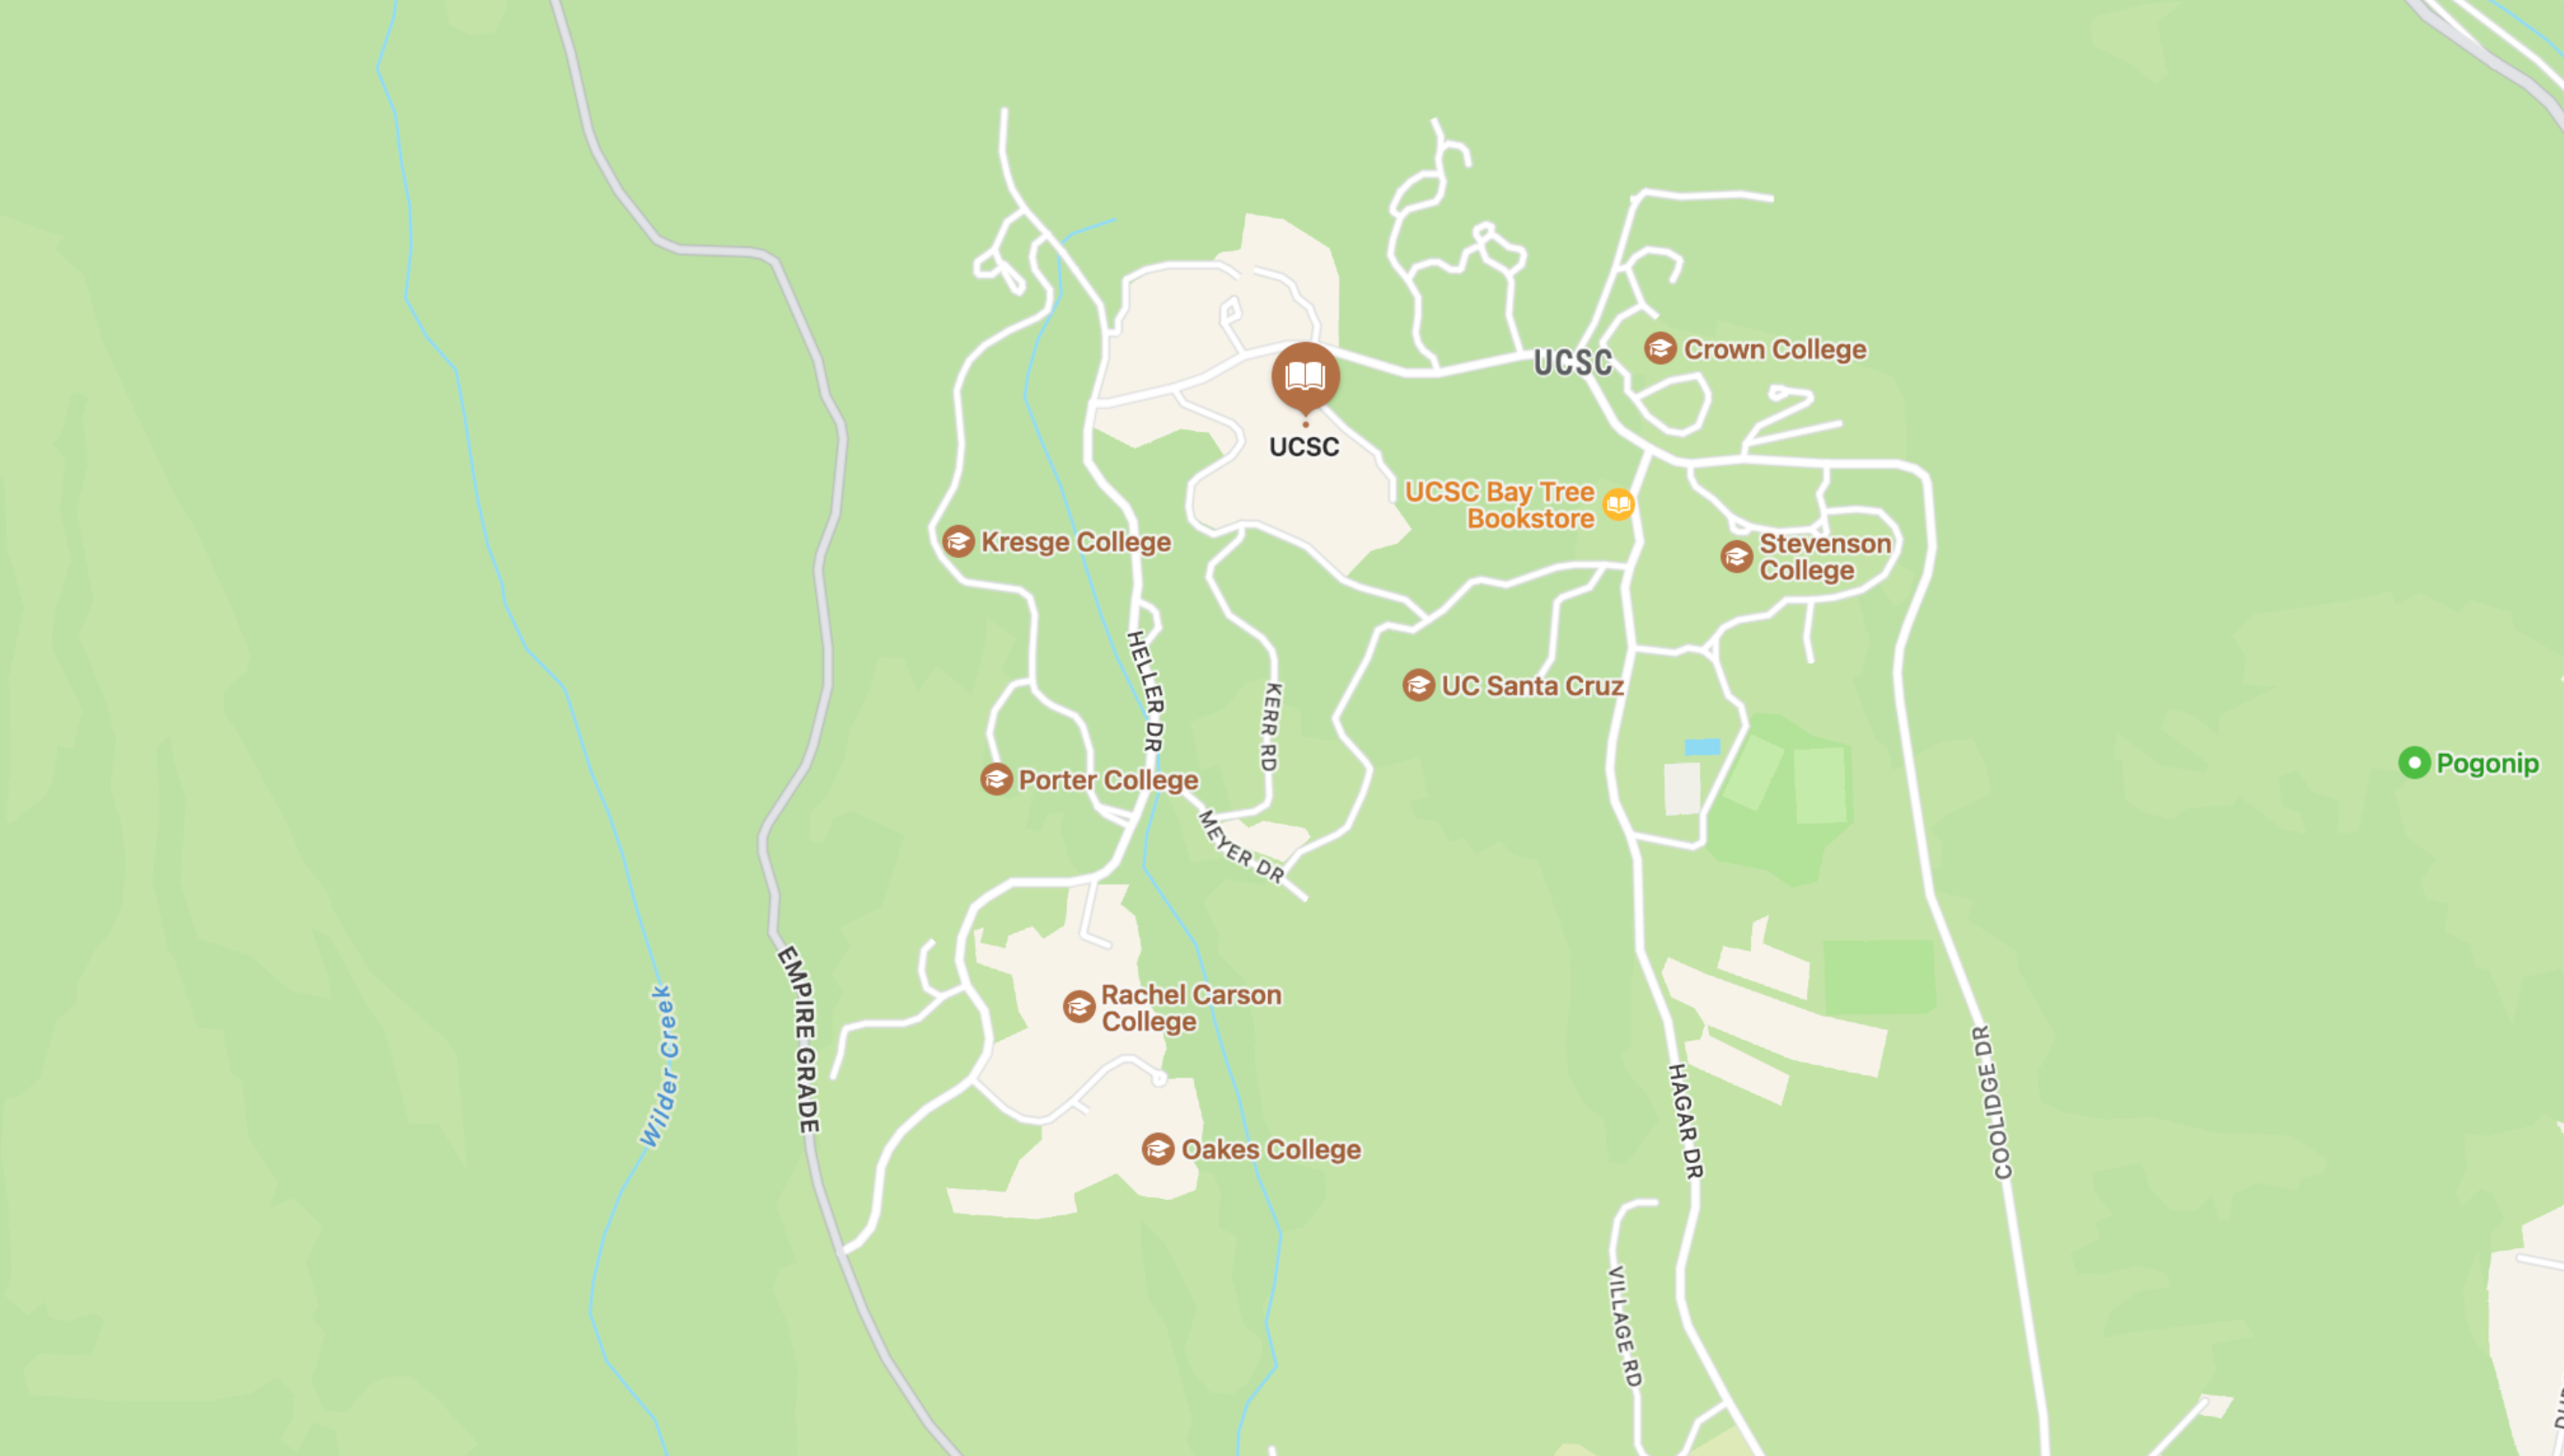 UCSC
Crown College
UCSC
UCSC Bay Tree
Bookstore
Kresge College
Stevenson
College
HELLER DR
KERR RD
UC Santa Cruz
Porter College
Pogonip
MEYER DR
EMPIRE GRADE
Wilder Creek
Rachel Carson
College
COOLIDGE DR
HAGAR DR
Oakes College
VILLAGE RD